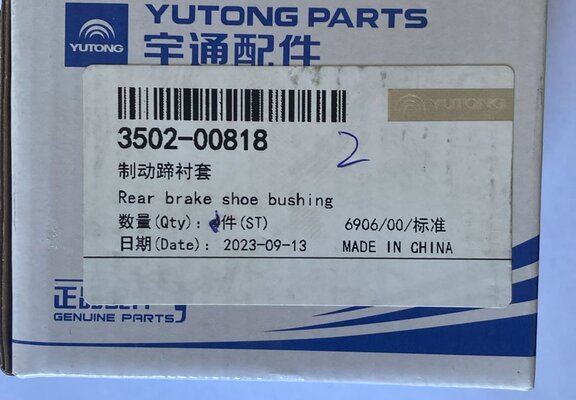 YUTONG PARTS
YUTONG
宇通配件
YUTONG
3502-00818
2
制动蹄衬套
Rear brake shoe bushing
数量(Qty): 件(ST)
6906/00/标准
日期(Date): 2023-09-13
MADE IN CHINA
GENUINE PARTS